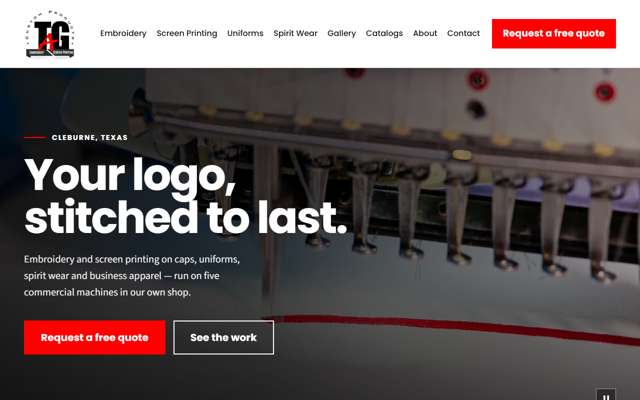 TAG
Embroidery
Screen Printing
Uniforms
Spirit Wear
Gallery
Catalogs
About
Contact
Request a free quote
CLEBURNE, TEXAS
Your logo,
stitched to last.
Embroidery and screen printing on caps, uniforms,
spirit wear and business apparel — run on five
commercial machines in our own shop.
Request a free quote
See the work